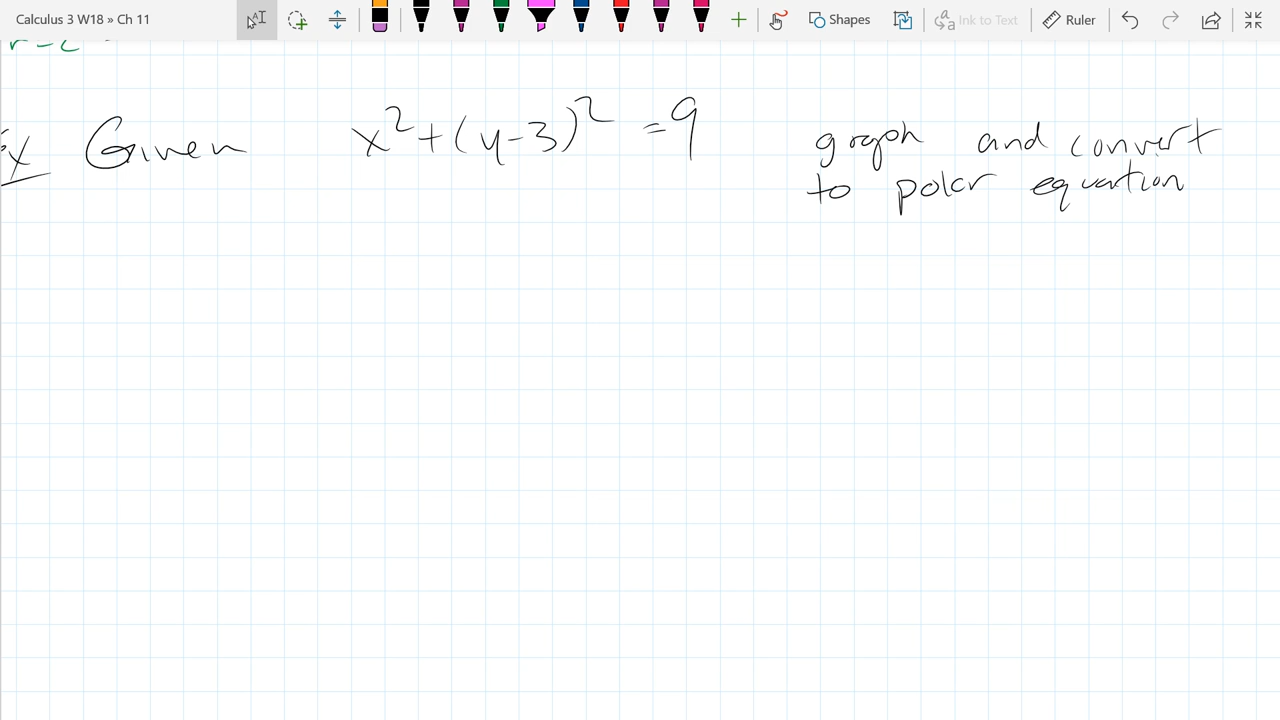 Calculus 3 W18 » Ch 11
Shapes
Ink to Text
Ruler
Ex Given x²+(y-3)² =9 graph and convert
to polar equation